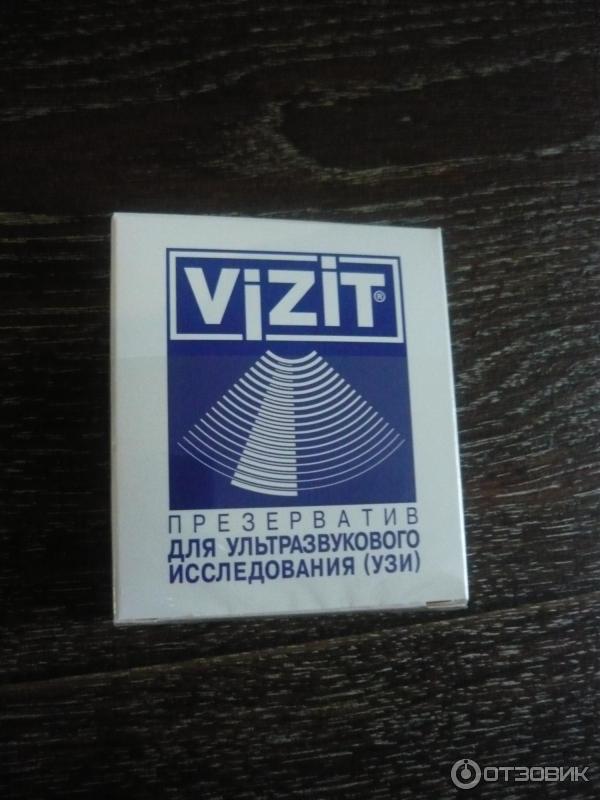 ViZiT®
ПРЕЗЕРВАТИВ
ДЛЯ УЛЬТРАЗВУКОВОГО
ИССЛЕДОВАНИЯ (УЗИ)
ОТЗОВИК